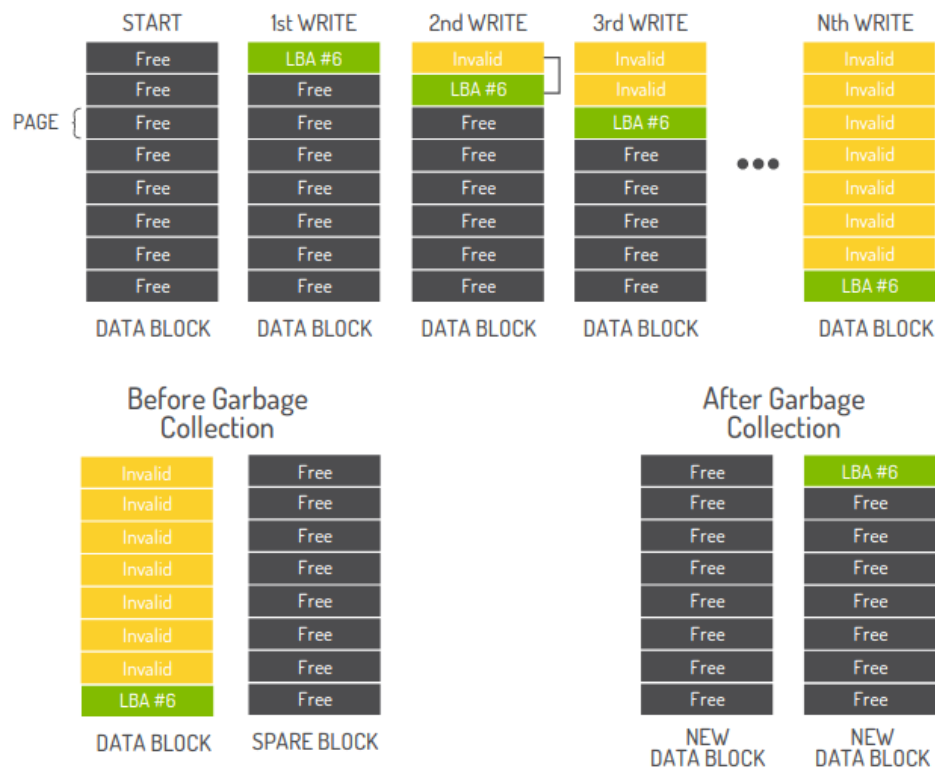 START 1st WRITE 2nd WRITE 3rd WRITE Nth WRITE
Free LBA #6 Invalid Invalid Invalid
Free Free LBA #6 Invalid Invalid
PAGE { Free Free Free LBA #6 Invalid
Free Free Free Free Invalid
●●●
Free Free Free Free Invalid
Free Free Free Free Invalid
Free Free Free Free Invalid
Free Free Free Free LBA #6
DATA BLOCK DATA BLOCK DATA BLOCK DATA BLOCK DATA BLOCK
Before Garbage
Collection
Invalid Free
Invalid Free
Invalid Free
Invalid Free
Invalid Free
Invalid Free
Invalid Free
LBA #6 Free
DATA BLOCK SPARE BLOCK
After Garbage
Collection
Free LBA #6
Free Free
Free Free
Free Free
Free Free
Free Free
Free Free
Free Free
NEW NEW
DATA BLOCK DATA BLOCK